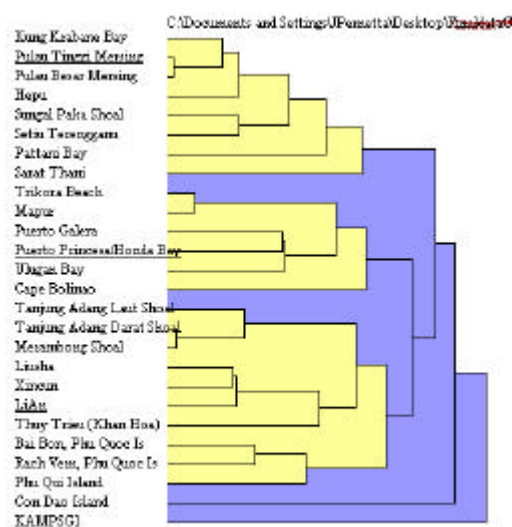 C:\Documents and Settings\JPernetta\Desktop\
Kung Krabane Bay
Pulau Tinggi Mersing
Pulau Besar Mersing
Hepu
Sungai Paka Shoal
Setiu Terengganu
Pattani Bay
Sarat Thani
Trikora Beach
Mapur
Puerto Galera
Puerto Princesa/Honda Bay
Ulugan Bay
Cape Bolinao
Tanjung Adang Laut Shoal
Tanjung Adang Darat Shoal
Merambong Shoal
Liusha
Xincun
LiAn
Thuy Trieu (Khan Hoa)
Bai Bon, Phu Quoc Is
Rach Vem, Phu Quoc Is
Phu Qui Island
Con Dao Island
KAMPSG1